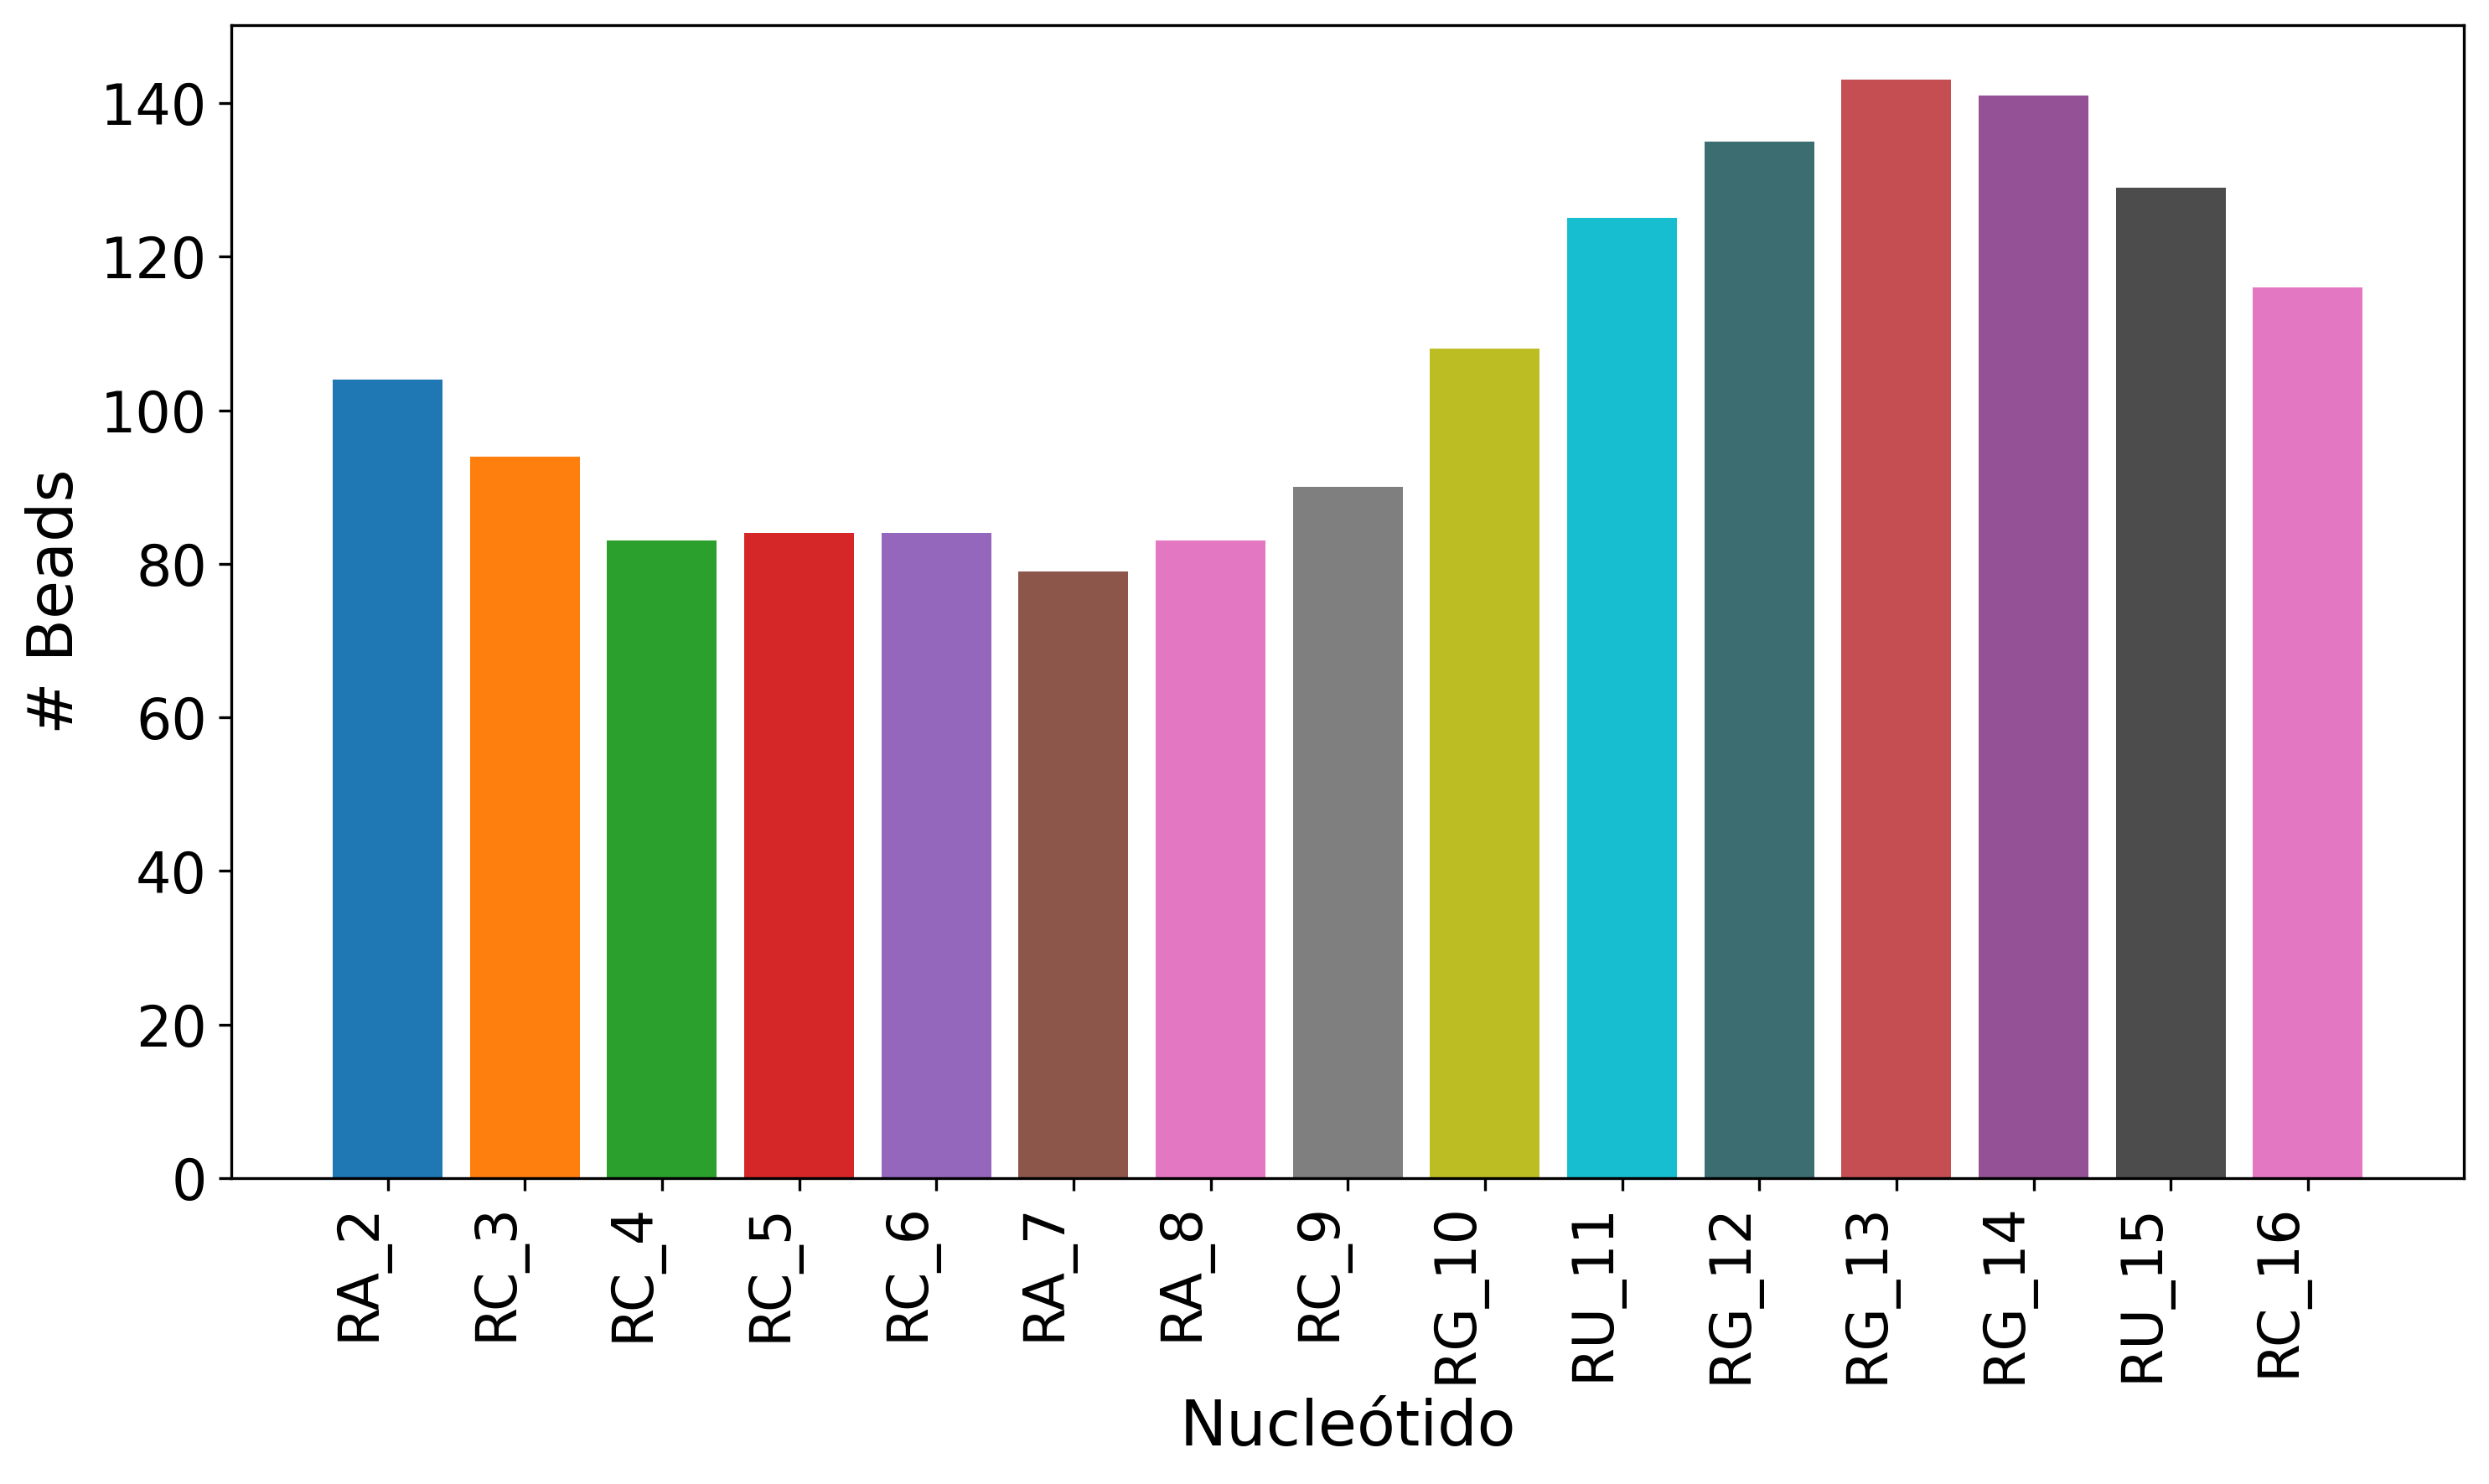 # Beads
140
120
100
80
60
40
20
0
RA_2
RC_3
RC_4
RC_5
RC_6
RA_7
RA_8
RC_9
RG_10
RU_11
RG_12
RG_13
RG_14
RU_15
RC_16
Nucleótido